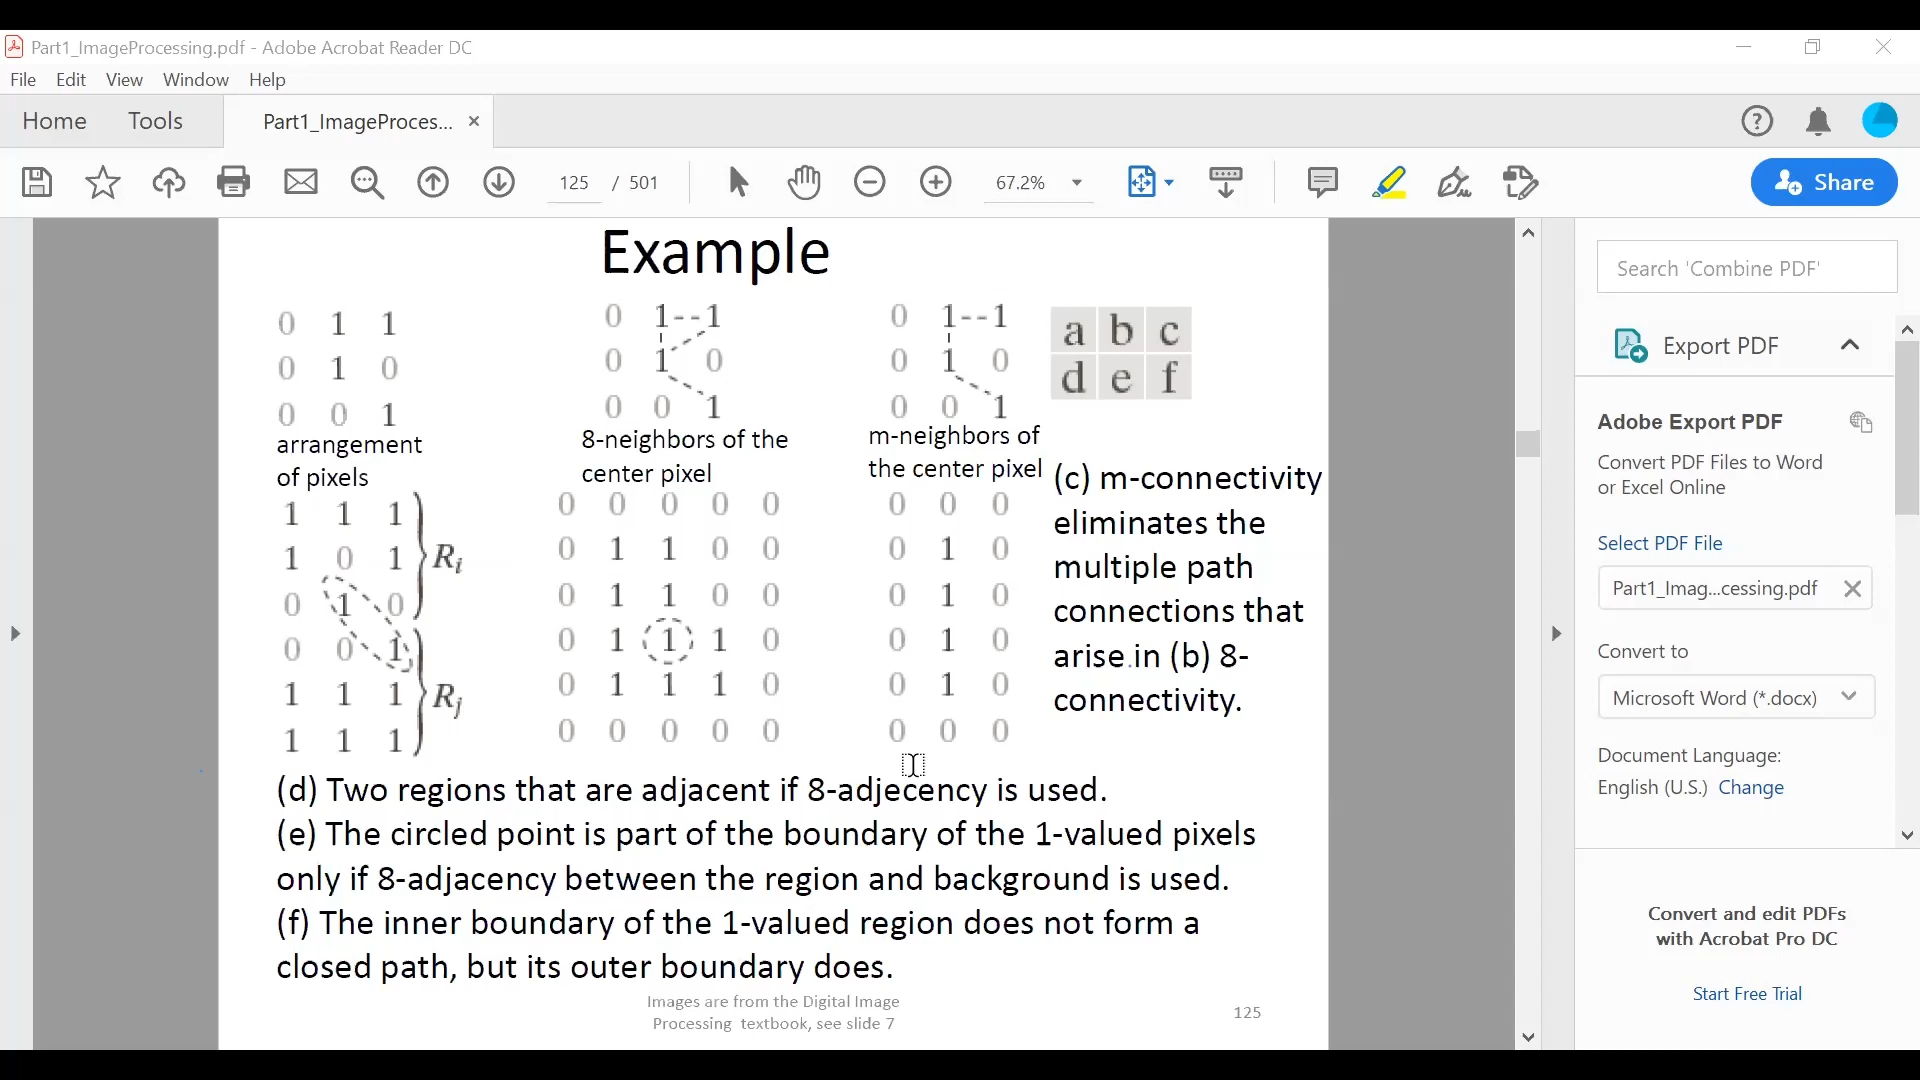 Part1_ImageProcessing.pdf - Adobe Acrobat Reader DC
File Edit View Window Help
Home Tools Part1_ImageProces... ×
125 / 501 67.2% Share
Example
0 1 1
0 1 0
0 0 1
arrangement
of pixels
0 1--1
0 1 0
0 0 1
8-neighbors of the
center pixel
0 1--1
0 1 0
0 0 1
m-neighbors of
the center pixel
a b c
d e f
1 1 1
1 0 1
0 1 0
Ri
0 0 1
1 1 1
1 1 1
Rj
0 0 0 0 0
0 1 1 0 0
0 1 1 0 0
0 1 1 1 0
0 1 1 1 0
0 0 0 0 0
0 0 0
0 1 0
0 1 0
0 1 0
0 1 0
0 0 0
(c) m-connectivity
eliminates the
multiple path
connections that
arise in (b) 8-
connectivity.
(d) Two regions that are adjacent if 8-adjecency is used.
(e) The circled point is part of the boundary of the 1-valued pixels
only if 8-adjacency between the region and background is used.
(f) The inner boundary of the 1-valued region does not form a
closed path, but its outer boundary does.
Images are from the Digital Image
Processing textbook, see slide 7
125
Search 'Combine PDF'
Export PDF
Adobe Export PDF
Convert PDF Files to Word
or Excel Online
Select PDF File
Part1_Imag...cessing.pdf
Convert to
Microsoft Word (*.docx)
Document Language:
English (U.S.) Change
Convert and edit PDFs
with Acrobat Pro DC
Start Free Trial